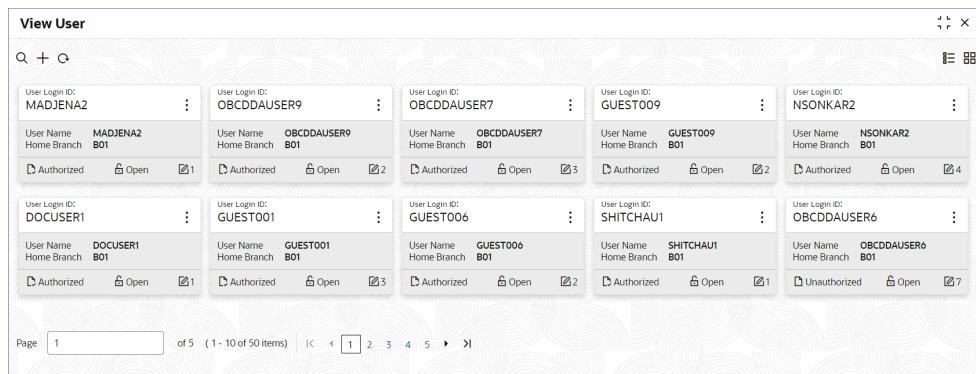 View User
User Login ID: User Login ID: User Login ID: User Login ID: User Login ID:
MADJENA2 OBCDDAUSER9 OBCDDAUSER7 GUEST009 NSONKAR2
User Name MADJENA2 User Name OBCDDAUSER9 User Name OBCDDAUSER7 User Name GUEST009 User Name NSONKAR2
Home Branch B01 Home Branch B01 Home Branch B01 Home Branch B01 Home Branch B01
Authorized Open 1 Authorized Open 2 Authorized Open 3 Authorized Open 2 Authorized Open 4
User Login ID: User Login ID: User Login ID: User Login ID: User Login ID:
DOCUSER1 GUEST001 GUEST006 SHITCHAU1 OBCDDAUSER6
User Name DOCUSER1 User Name GUEST001 User Name GUEST006 User Name SHITCHAU1 User Name OBCDDAUSER6
Home Branch B01 Home Branch B01 Home Branch B01 Home Branch B01 Home Branch B01
Authorized Open 1 Authorized Open 3 Authorized Open 2 Authorized Open 1 Unauthorized Open 7
Page 1 of 5 (1 - 10 of 50 items) 1 2 3 4 5